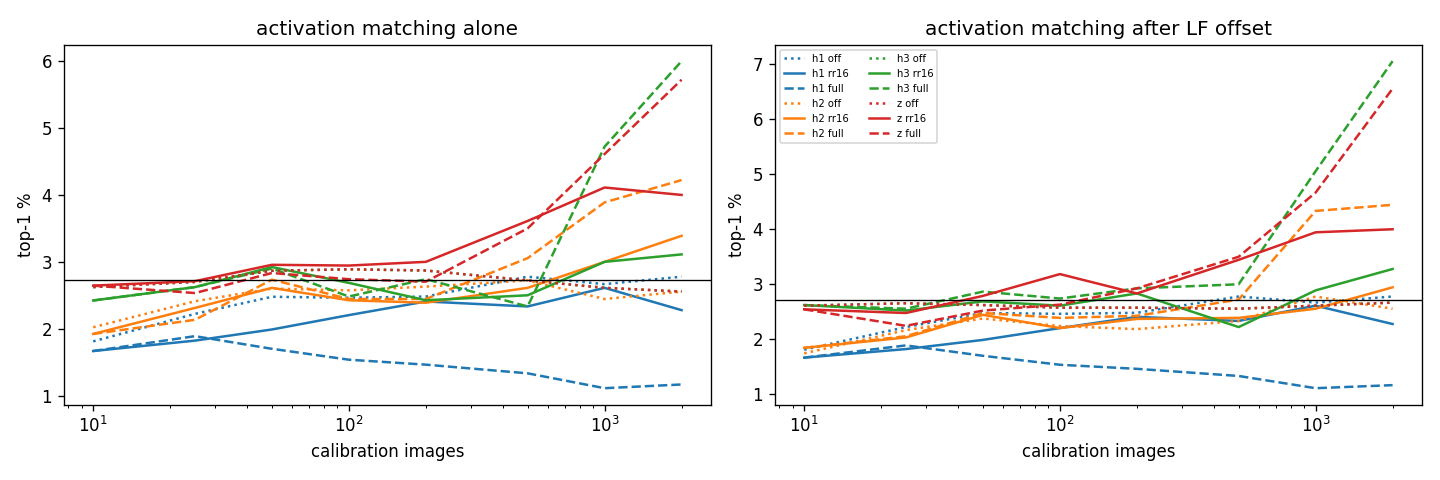 activation matching alone
top-1 %
6
5
4
3
2
1
10¹
10²
10³
calibration images
activation matching after LF offset
top-1 %
7
6
5
4
3
2
1
h1 off
h1 rr16
h1 full
h2 off
h2 rr16
h2 full
h3 off
h3 rr16
h3 full
z off
z rr16
z full
10¹
10²
10³
calibration images